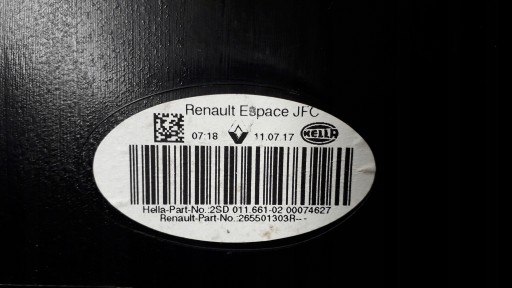 Renault Espace JFC
07:18 11.07.17 HELLA
Hella-Part-No.:2SD 011.661-02 00074627
Renault-Part-No.:265501303R---